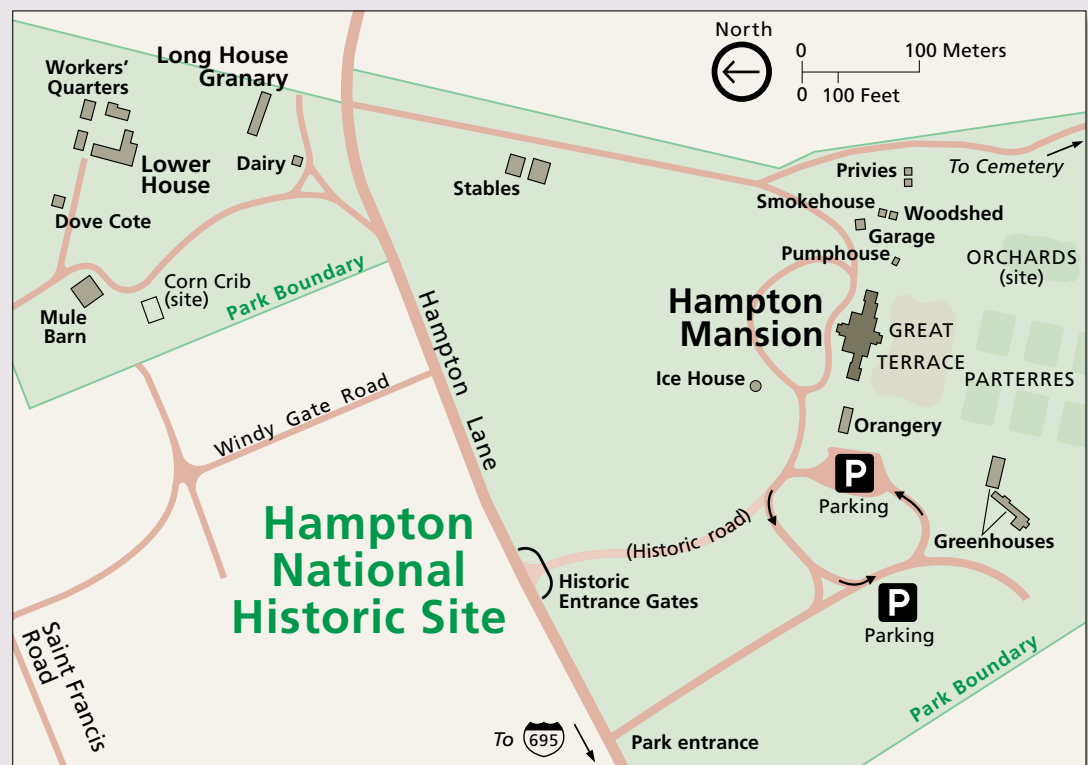 North
0
100 Meters
0
100 Feet
Long House
Granary
Workers’
Quarters
Lower
House
Dairy
Dove Cote
Corn Crib
(site)
Mule
Barn
Park Boundary
Stables
Privies
To Cemetery
Smokehouse
Woodshed
Garage
Pumphouse
ORCHARDS
(site)
Hampton
Mansion
GREAT
TERRACE
PARTERRES
Ice House
Orangery
Hampton Lane
Windy Gate Road
P
Parking
Greenhouses
(Historic road)
Hampton
National
Historic Site
Historic
Entrance Gates
P
Parking
Saint Francis
Road
Park Boundary
To
695
Park entrance